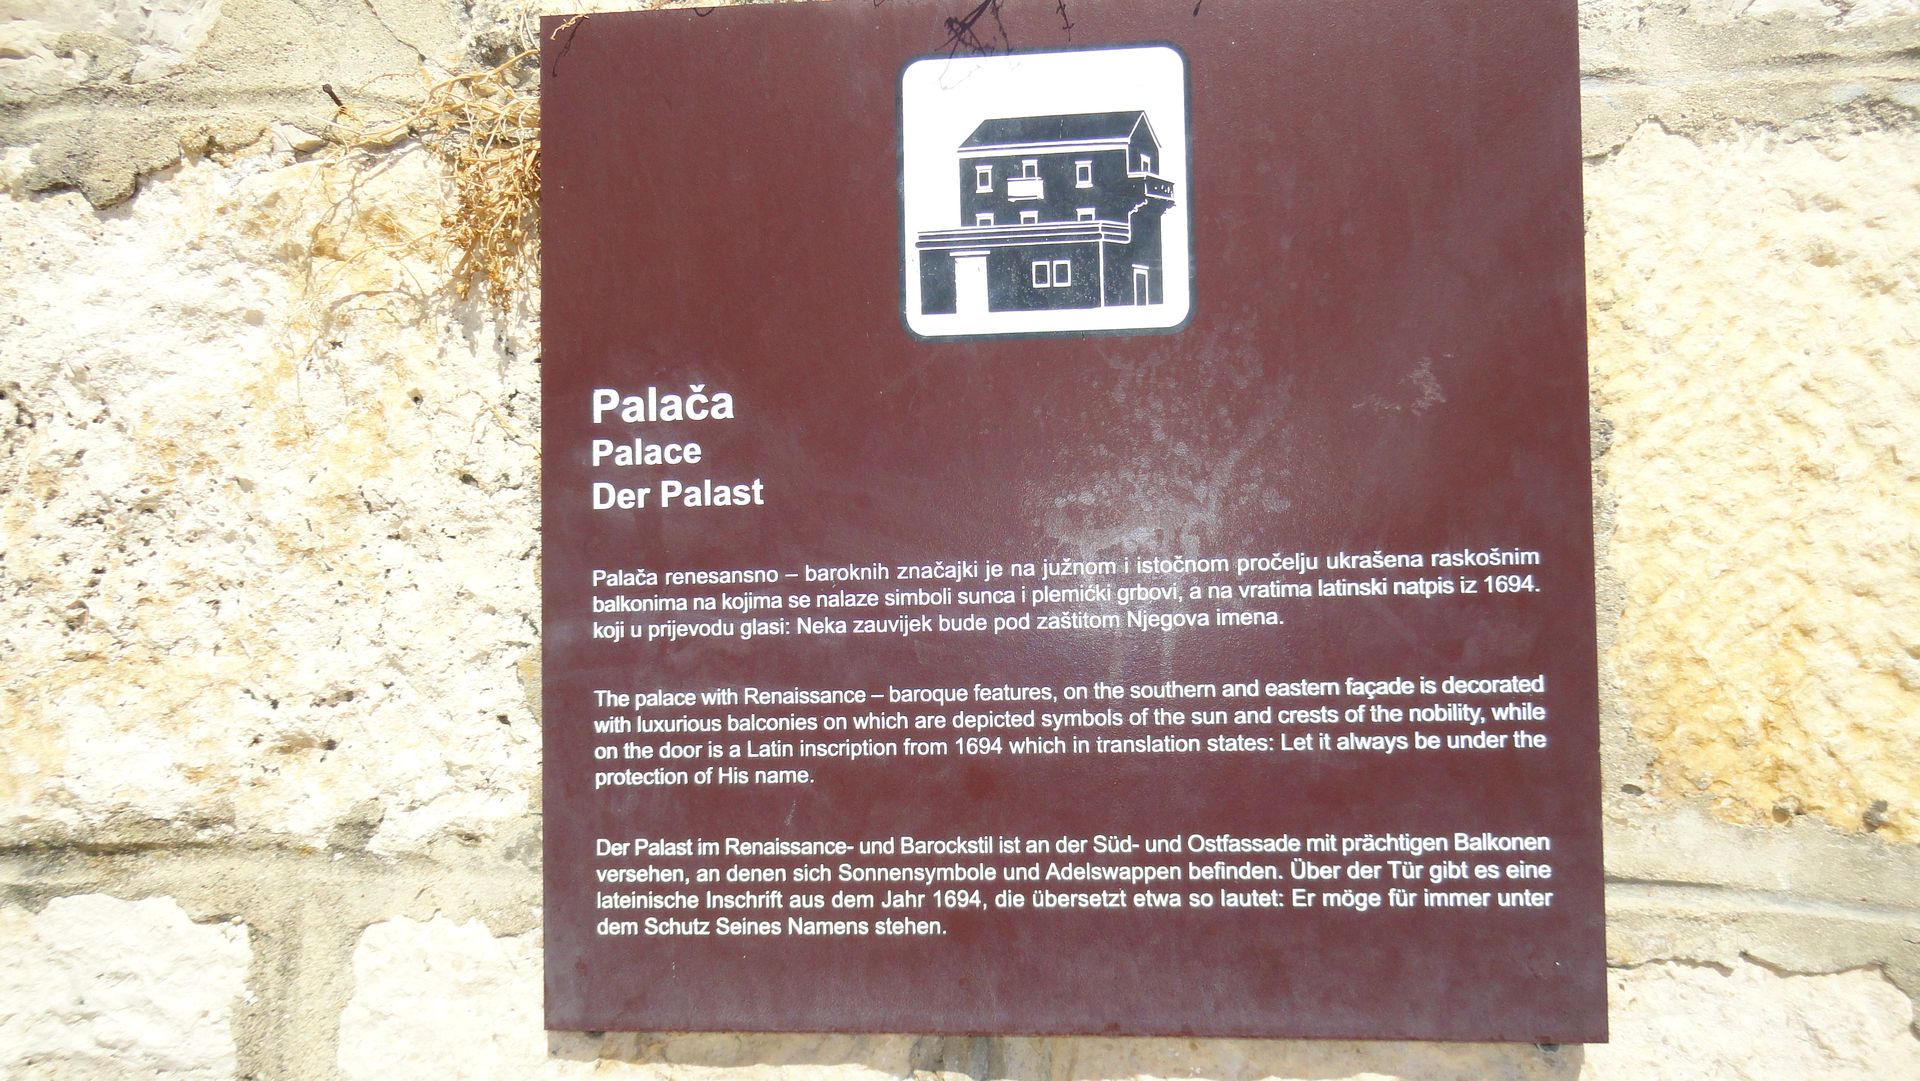 Palača
Palace
Der Palast
Palača renesansno – baroknih značajki je na južnom i istočnom pročelju ukrašena raskošnim
balkonima na kojima se nalaze simboli sunca i plemićki grbovi, a na vratima latinski natpis iz 1694.
koji u prijevodu glasi: Neka zauvijek bude pod zaštitom Njegova imena.
The palace with Renaissance – baroque features, on the southern and eastern façade is decorated
with luxurious balconies on which are depicted symbols of the sun and crests of the nobility, while
on the door is a Latin inscription from 1694 which in translation states: Let it always be under the
protection of His name.
Der Palast im Renaissance- und Barockstil ist an der Süd- und Ostfassade mit prächtigen Balkonen
versehen, an denen sich Sonnensymbole und Adelswappen befinden. Über der Tür gibt es eine
lateinische Inschrift aus dem Jahr 1694, die übersetzt etwa so lautet: Er möge für immer unter
dem Schutz Seines Namens stehen.